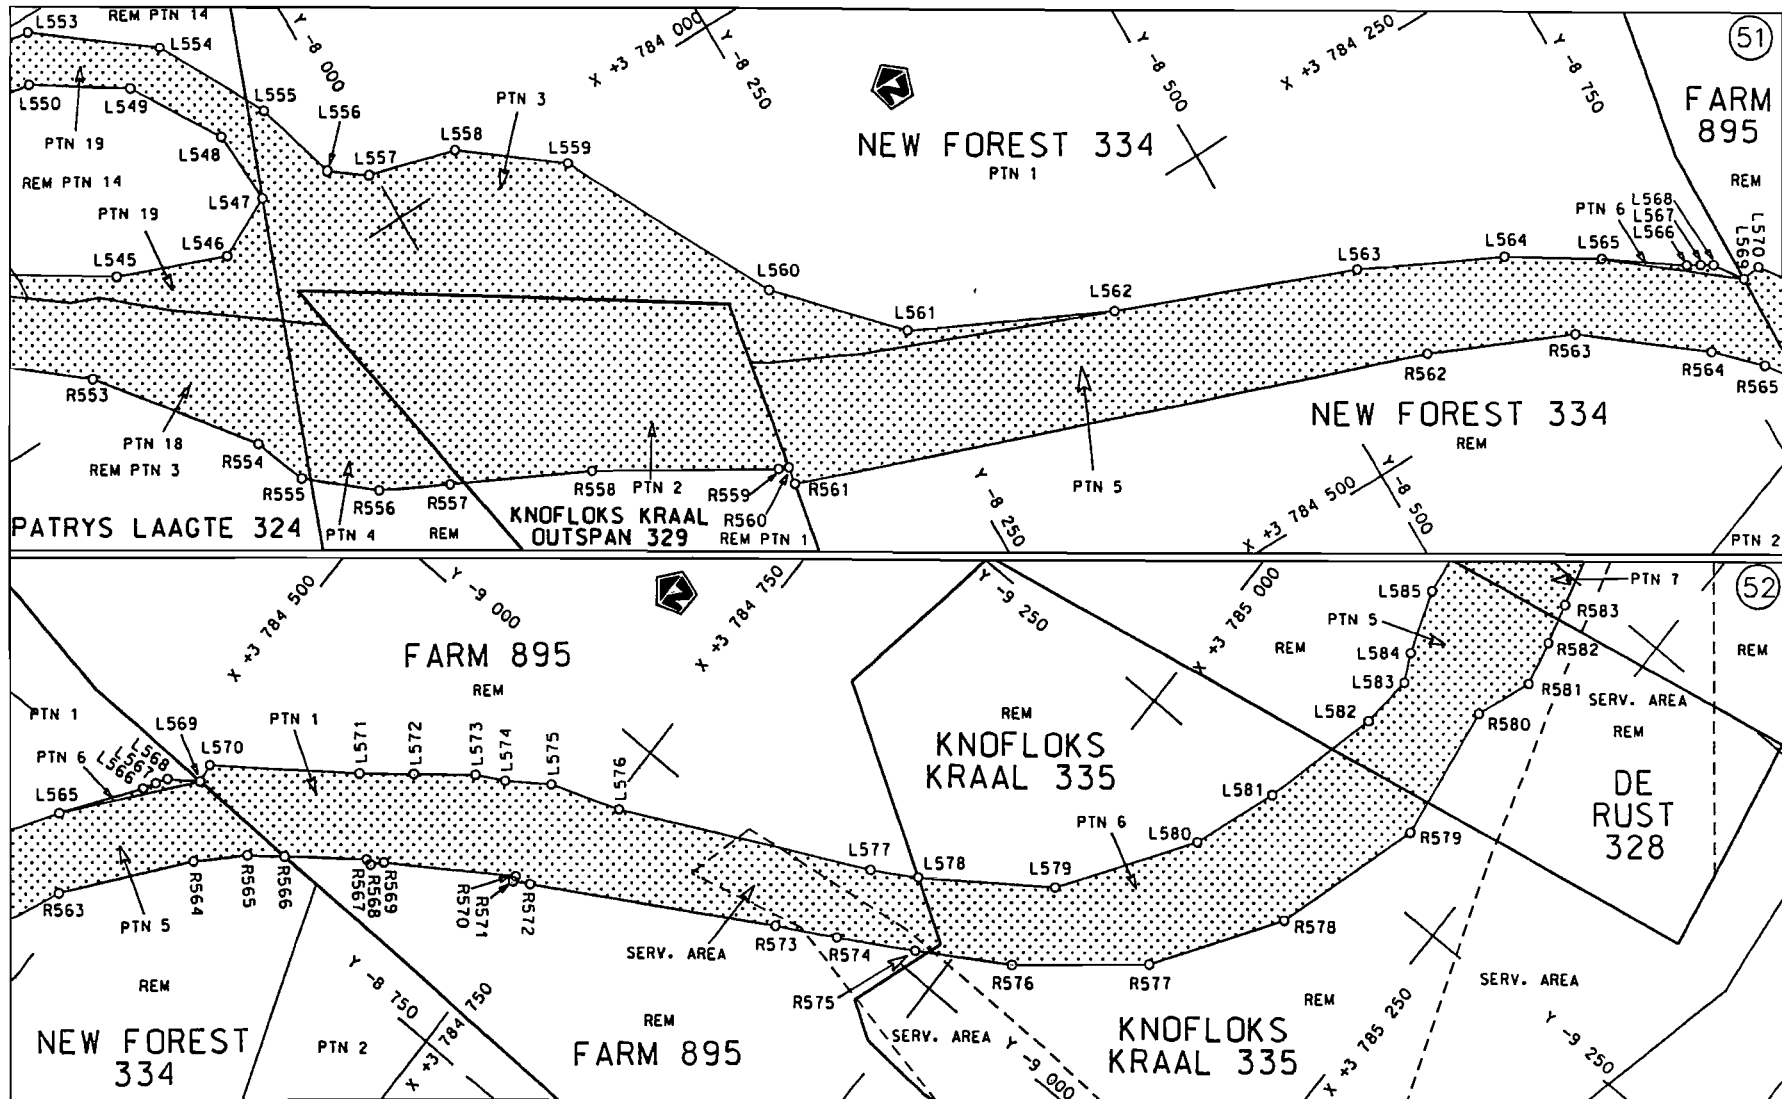 L553
REM PTN 14
L554
Y -8 000
X +3 784 000
Y -8 250
Y -8 500
X +3 784 250
Y -8 750
51
L550
L549
L555
L556
PTN 3
FARM
895
PTN 19
L548
L557
L558
L559
NEW FOREST 334
PTN 1
REM
REM PTN 14
L547
PTN 19
L546
L545
L560
L561
L562
L563
L564
L565
PTN 6
L568
L567
L566
L569
L570
R553
PTN 18
REM PTN 3
R554
R555
R556
R557
R558
PTN 2
R559
R560
R561
Y -8 250
PTN 5
R562
R563
R564
R565
NEW FOREST 334
REM
X +3 784 500
Y -8 500
PATRYS LAAGTE 324
PTN 4
REM
KNOFLOKS KRAAL
OUTSPAN 329
REM PTN 1
PTN 2
X +3 784 500
Y -9 000
X +3 784 750
Y -9 250
X +3 785 000
52
FARM 895
REM
REM
L585
PTN 5
PTN 7
R583
R582
L584
L583
R581
REM
SERV. AREA
REM
PTN 1
L569
L570
PTN 1
L571
L572
L573
L574
L575
L576
REM
KNOFLOKS
KRAAL 335
L582
R580
PTN 6
L568
L567
L566
L565
L581
DE
RUST
328
PTN 6
L580
R579
L577
L578
L579
R563
PTN 5
R564
R565
R566
R567
R568
R569
R570
R571
R572
R573
R574
R575
R576
R577
R578
SERV. AREA
REM
Y -8 750
X +3 784 750
REM
SERV. AREA
Y -9 000
REM
SERV. AREA
NEW FOREST
334
PTN 2
FARM 895
KNOFLOKS
KRAAL 335
X +3 785 250
Y -9 250